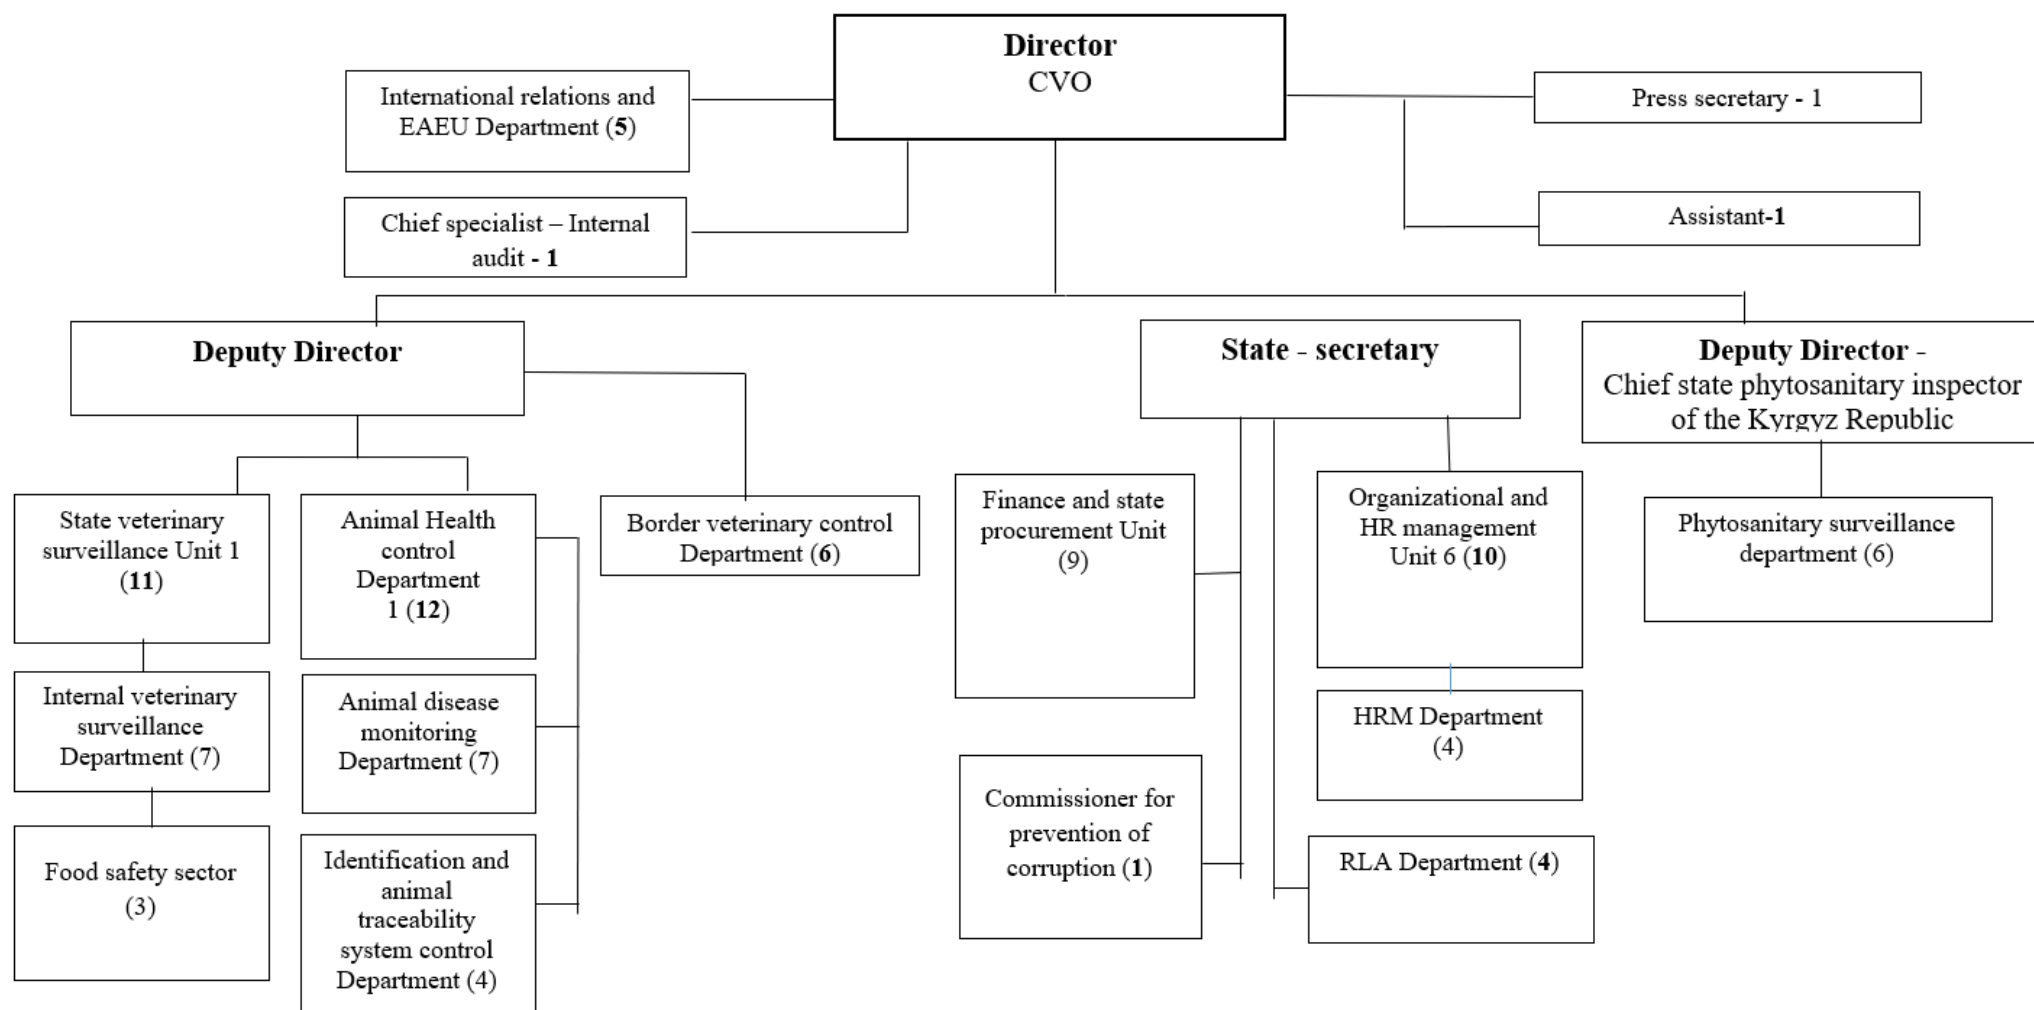 Director
CVO
International relations and
EAEU Department (5)
Press secretary - 1
Chief specialist – Internal
audit - 1
Assistant-1
Deputy Director
State - secretary
Deputy Director -
Chief state phytosanitary inspector
of the Kyrgyz Republic
State veterinary
surveillance Unit 1
(11)
Animal Health
control
Department
1 (12)
Border veterinary control
Department (6)
Finance and state
procurement Unit
(9)
Organizational and
HR management
Unit 6 (10)
Phytosanitary surveillance
department (6)
Internal veterinary
surveillance
Department (7)
Animal disease
monitoring
Department (7)
HRM Department
(4)
Food safety sector
(3)
Identification and
animal
traceability
system control
Department (4)
Commissioner for
prevention of
corruption (1)
RLA Department (4)